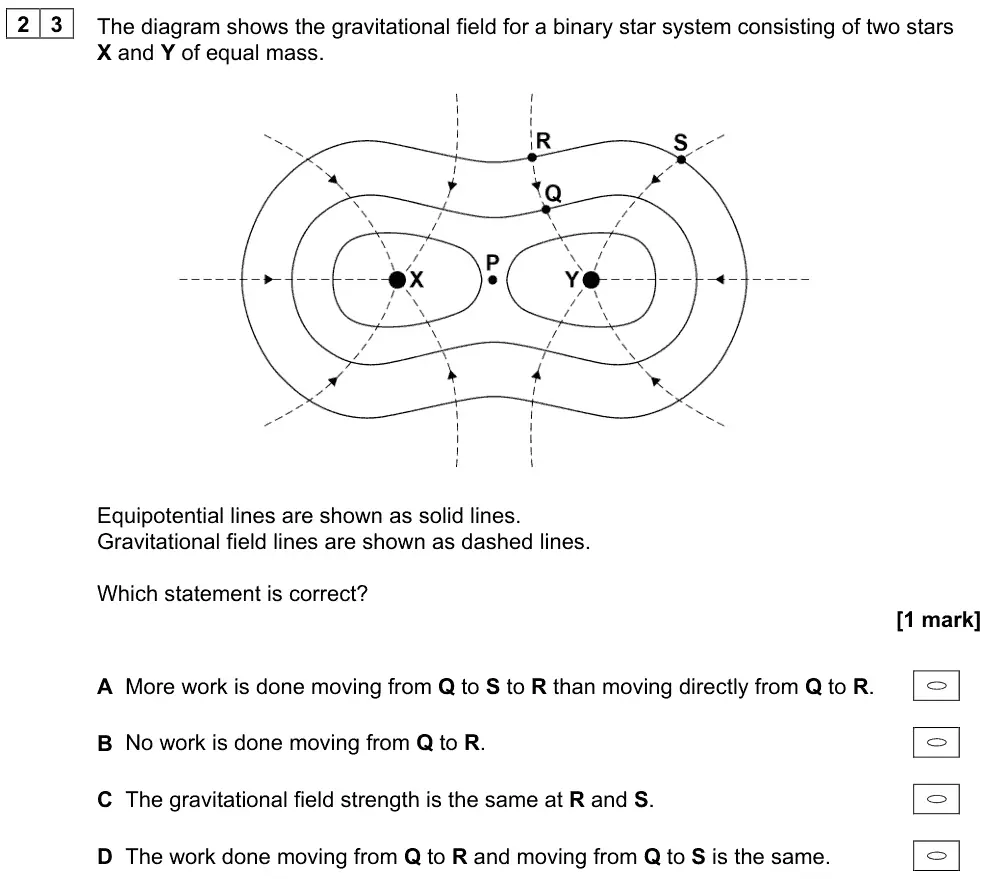 2 3 The diagram shows the gravitational field for a binary star system consisting of two stars
X and Y of equal mass.
R
S
Q
P
X
Y
Equipotential lines are shown as solid lines.
Gravitational field lines are shown as dashed lines.
Which statement is correct?
[1 mark]
A More work is done moving from Q to S to R than moving directly from Q to R.
B No work is done moving from Q to R.
C The gravitational field strength is the same at R and S.
D The work done moving from Q to R and moving from Q to S is the same.